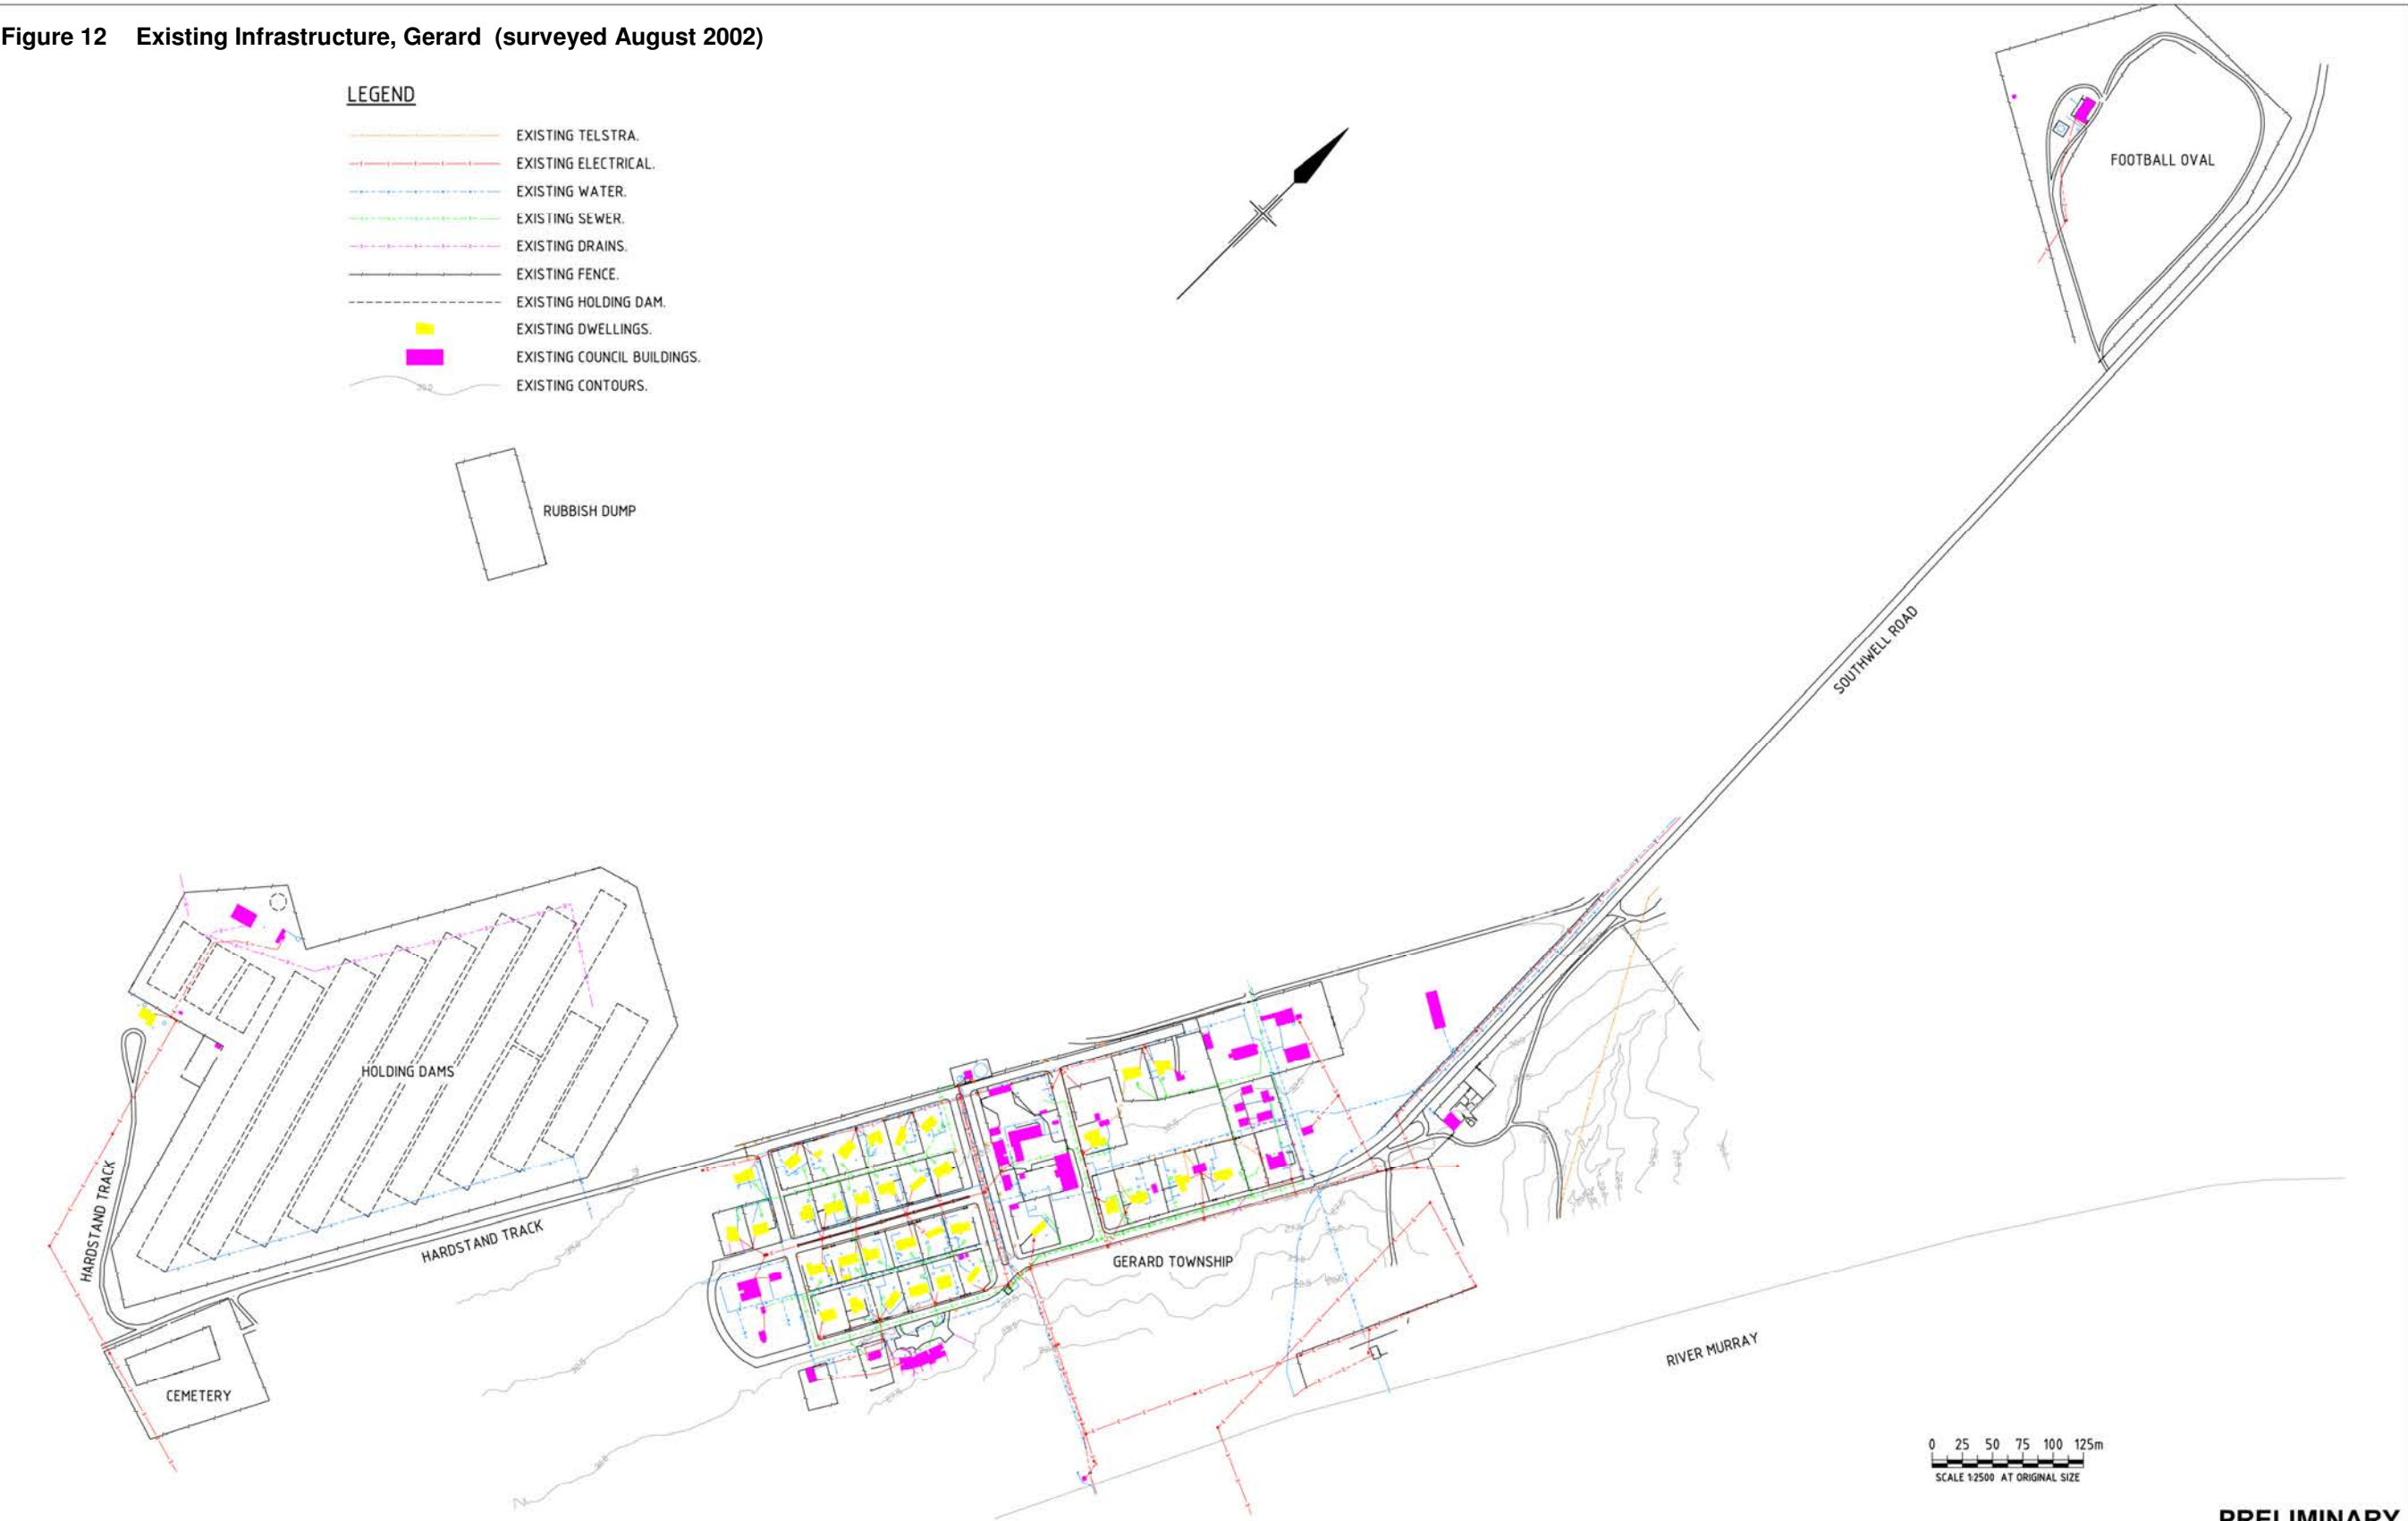 Figure 12 Existing Infrastructure, Gerard (surveyed August 2002)
LEGEND
EXISTING TELSTRA.
EXISTING ELECTRICAL.
EXISTING WATER.
EXISTING SEWER.
EXISTING DRAINS.
EXISTING FENCE.
EXISTING HOLDING DAM.
EXISTING DWELLINGS.
EXISTING COUNCIL BUILDINGS.
EXISTING CONTOURS.
FOOTBALL OVAL
RUBBISH DUMP
SOUTHWELL ROAD
HOLDING DAMS
HARDSTAND TRACK
HARDSTAND TRACK
GERARD TOWNSHIP
CEMETERY
RIVER MURRAY
0 25 50 75 100 125m
SCALE 1:2500 AT ORIGINAL SIZE
PRELIMINARY